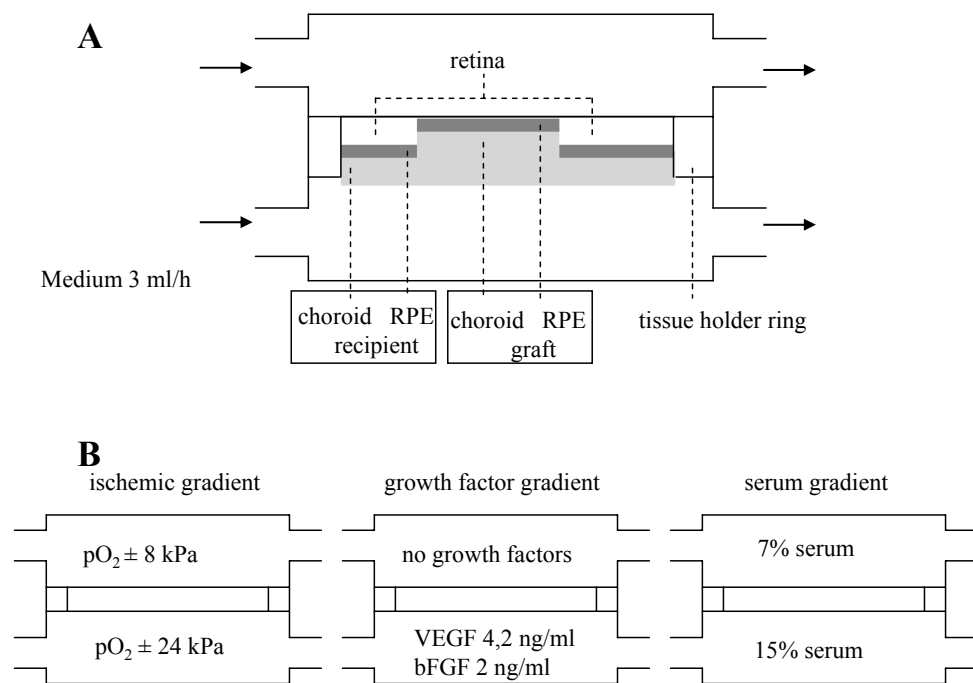 A
retina
Medium 3 ml/h
choroid RPE
recipient
choroid RPE
graft
tissue holder ring
B
ischemic gradient
growth factor gradient
serum gradient
pO₂ ± 8 kPa
no growth factors
7% serum
pO₂ ± 24 kPa
VEGF 4,2 ng/ml
bFGF 2 ng/ml
15% serum